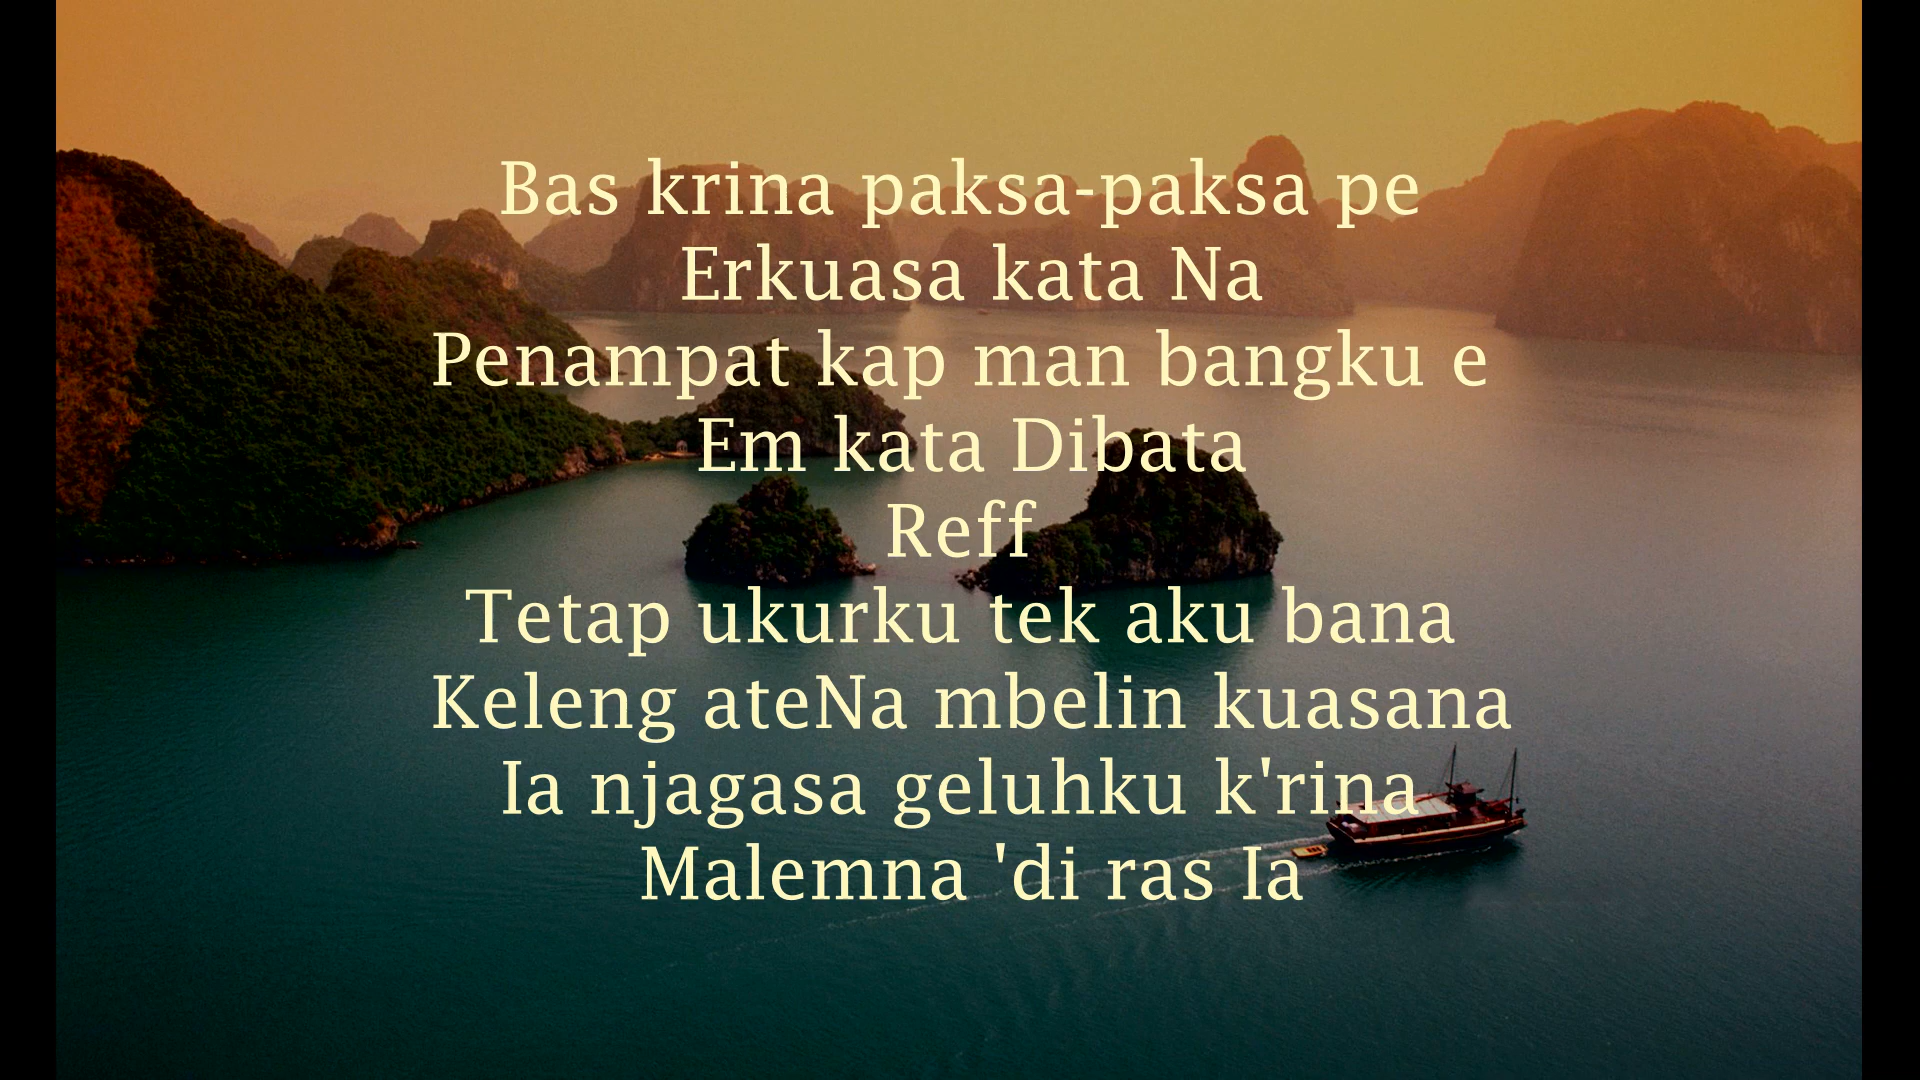 Bas krina paksa-paksa pe
Erkuasa kata Na
Penampat kap man bangku e
Em kata Dibata
Reff
Tetap ukurku tek aku bana
Keleng ateNa mbelin kuasana
Ia njagasa geluhku k'rina
Malemna 'di ras Ia